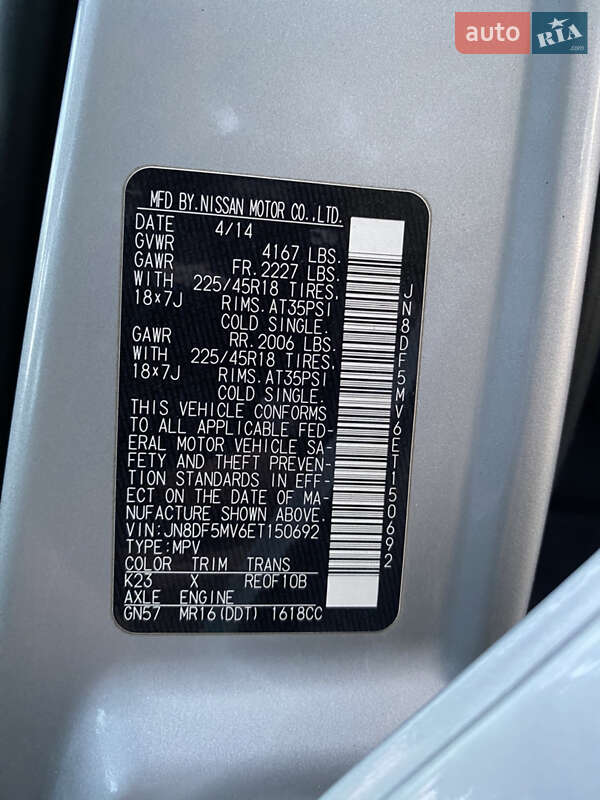 auto RIA.com
MFD BY.NISSAN MOTOR CO.,LTD.
DATE 4/14
GVWR 4167 LBS.
GAWR FR. 2227 LBS.
WITH 225/45R18 TIRES.
18×7J RIMS. AT35PSI
COLD SINGLE.
GAWR RR. 2006 LBS.
WITH 225/45R18 TIRES.
18×7J RIMS. AT35PSI
COLD SINGLE.
THIS VEHICLE CONFORMS
TO ALL APPLICABLE FED-
ERAL MOTOR VEHICLE SA-
FETY AND THEFT PREVEN-
TION STANDARDS IN EFF-
ECT ON THE DATE OF MA-
NUFACTURE SHOWN ABOVE.
VIN:JN8DF5MV6ET150692
TYPE:MPV
COLOR TRIM TRANS
K23 X RE0F10B
AXLE ENGINE
GN57 MR16(DDT) 1618CC
JN8DF5MV6ET150692